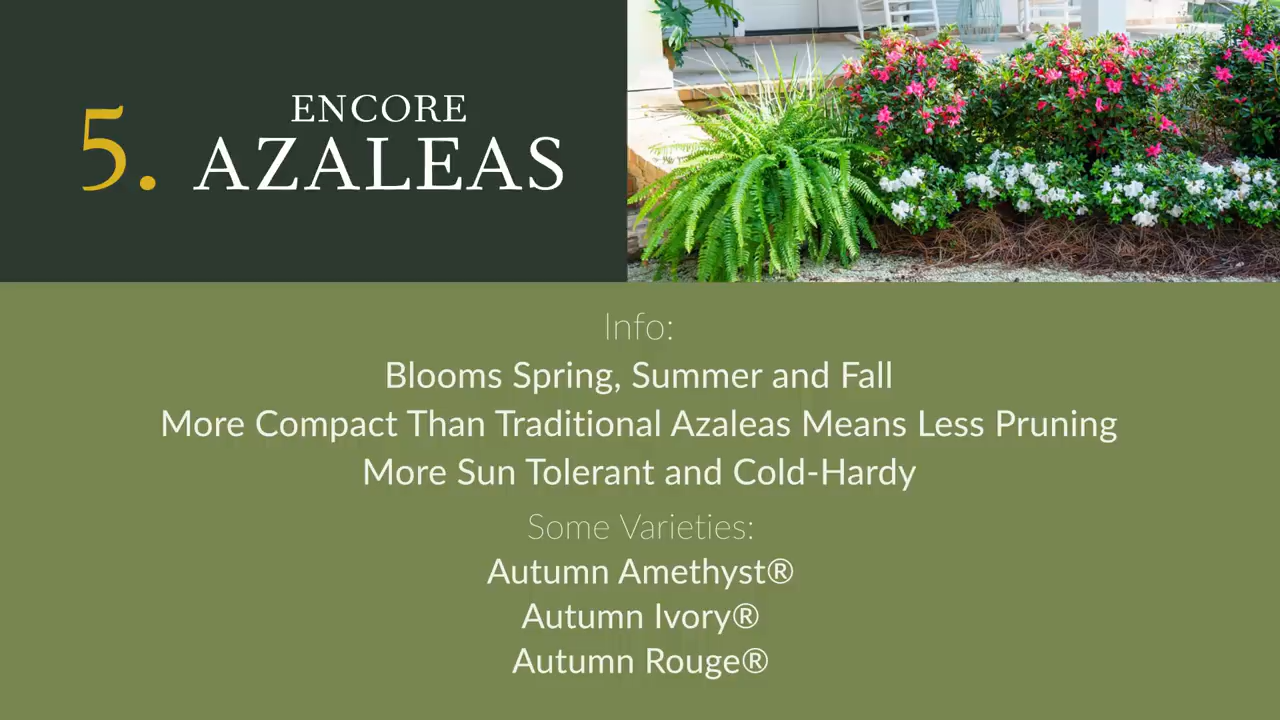 5. ENCORE
AZALEAS
Info:
Blooms Spring, Summer and Fall
More Compact Than Traditional Azaleas Means Less Pruning
More Sun Tolerant and Cold-Hardy
Some Varieties:
Autumn Amethyst®
Autumn Ivory®
Autumn Rouge®